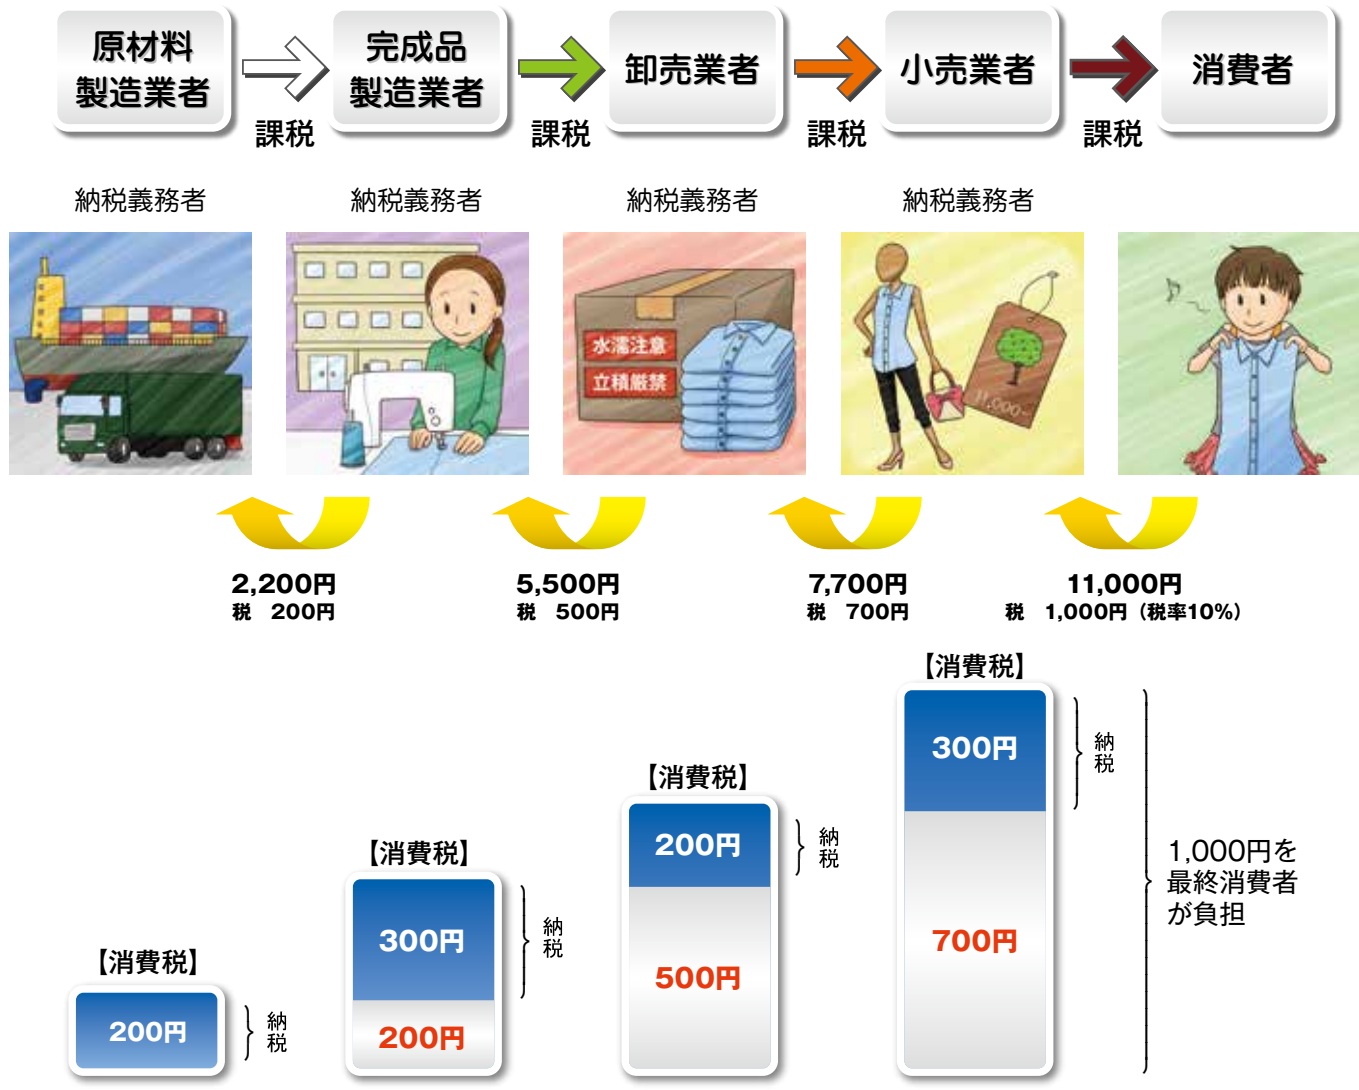 原材料
製造業者
完成品
製造業者
卸売業者
小売業者
消費者
課税
課税
課税
課税
納税義務者
納税義務者
納税義務者
納税義務者
水濡注意
立積厳禁
11,000-
2,200円
税 200円
5,500円
税 500円
7,700円
税 700円
11,000円
税 1,000円（税率10%）
【消費税】
200円
納税
【消費税】
300円
200円
納税
【消費税】
200円
500円
納税
【消費税】
300円
700円
納税
1,000円を
最終消費者
が負担